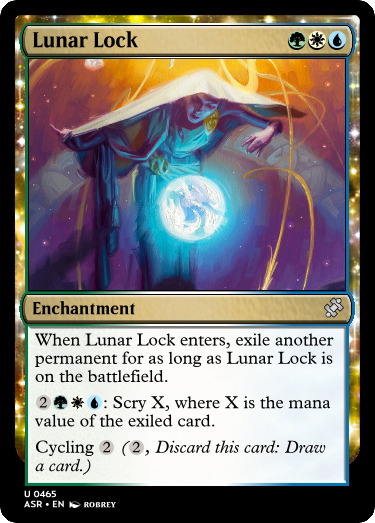 Lunar Lock
Enchantment
When Lunar Lock enters, exile another
permanent for as long as Lunar Lock is
on the battlefield.
2: Scry X, where X is the mana
value of the exiled card.
Cycling 2 (2, Discard this card: Draw
a card.)
U 0465
ASR • EN ROBREY